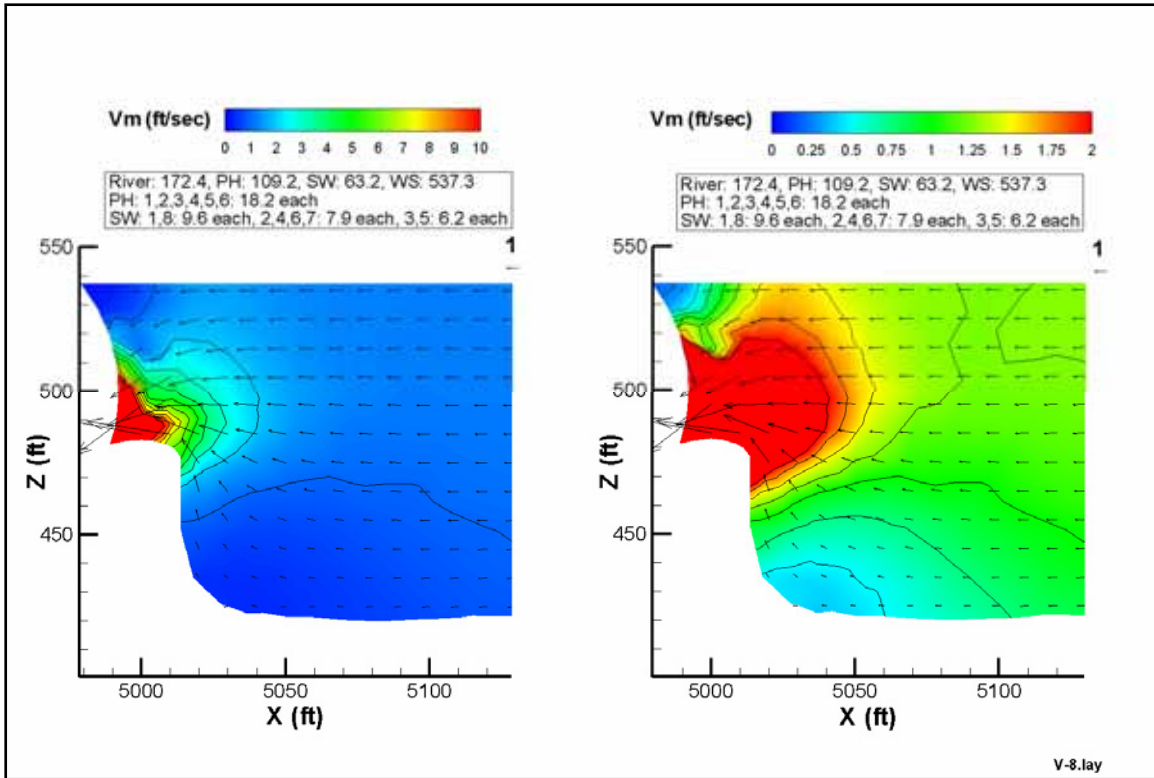 Vm (ft/sec)
0 1 2 3 4 5 6 7 8 9 10
River: 172.4, PH: 109.2, SW: 63.2, WS: 537.3
PH: 1,2,3,4,5,6: 18.2 each
SW: 1,8: 9.6 each, 2,4,6,7: 7.9 each, 3,5: 6.2 each
1
550
500
450
Z (ft)
5000 5050 5100
X (ft)
Vm (ft/sec)
0 0.25 0.5 0.75 1 1.25 1.5 1.75 2
River: 172.4, PH: 109.2, SW: 63.2, WS: 537.3
PH: 1,2,3,4,5,6: 18.2 each
SW: 1,8: 9.6 each, 2,4,6,7: 7.9 each, 3,5: 6.2 each
1
550
500
450
Z (ft)
5000 5050 5100
X (ft)
V-8.lay